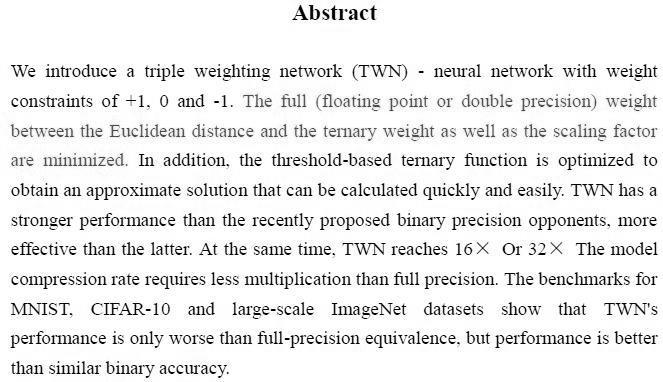 Abstract
We introduce a triple weighting network (TWN) - neural network with weight
constraints of +1, 0 and -1. The full (floating point or double precision) weight
between the Euclidean distance and the ternary weight as well as the scaling factor
are minimized. In addition, the threshold-based ternary function is optimized to
obtain an approximate solution that can be calculated quickly and easily. TWN has a
stronger performance than the recently proposed binary precision opponents, more
effective than the latter. At the same time, TWN reaches 16× Or 32× The model
compression rate requires less multiplication than full precision. The benchmarks for
MNIST, CIFAR-10 and large-scale ImageNet datasets show that TWN's
performance is only worse than full-precision equivalence, but performance is better
than similar binary accuracy.